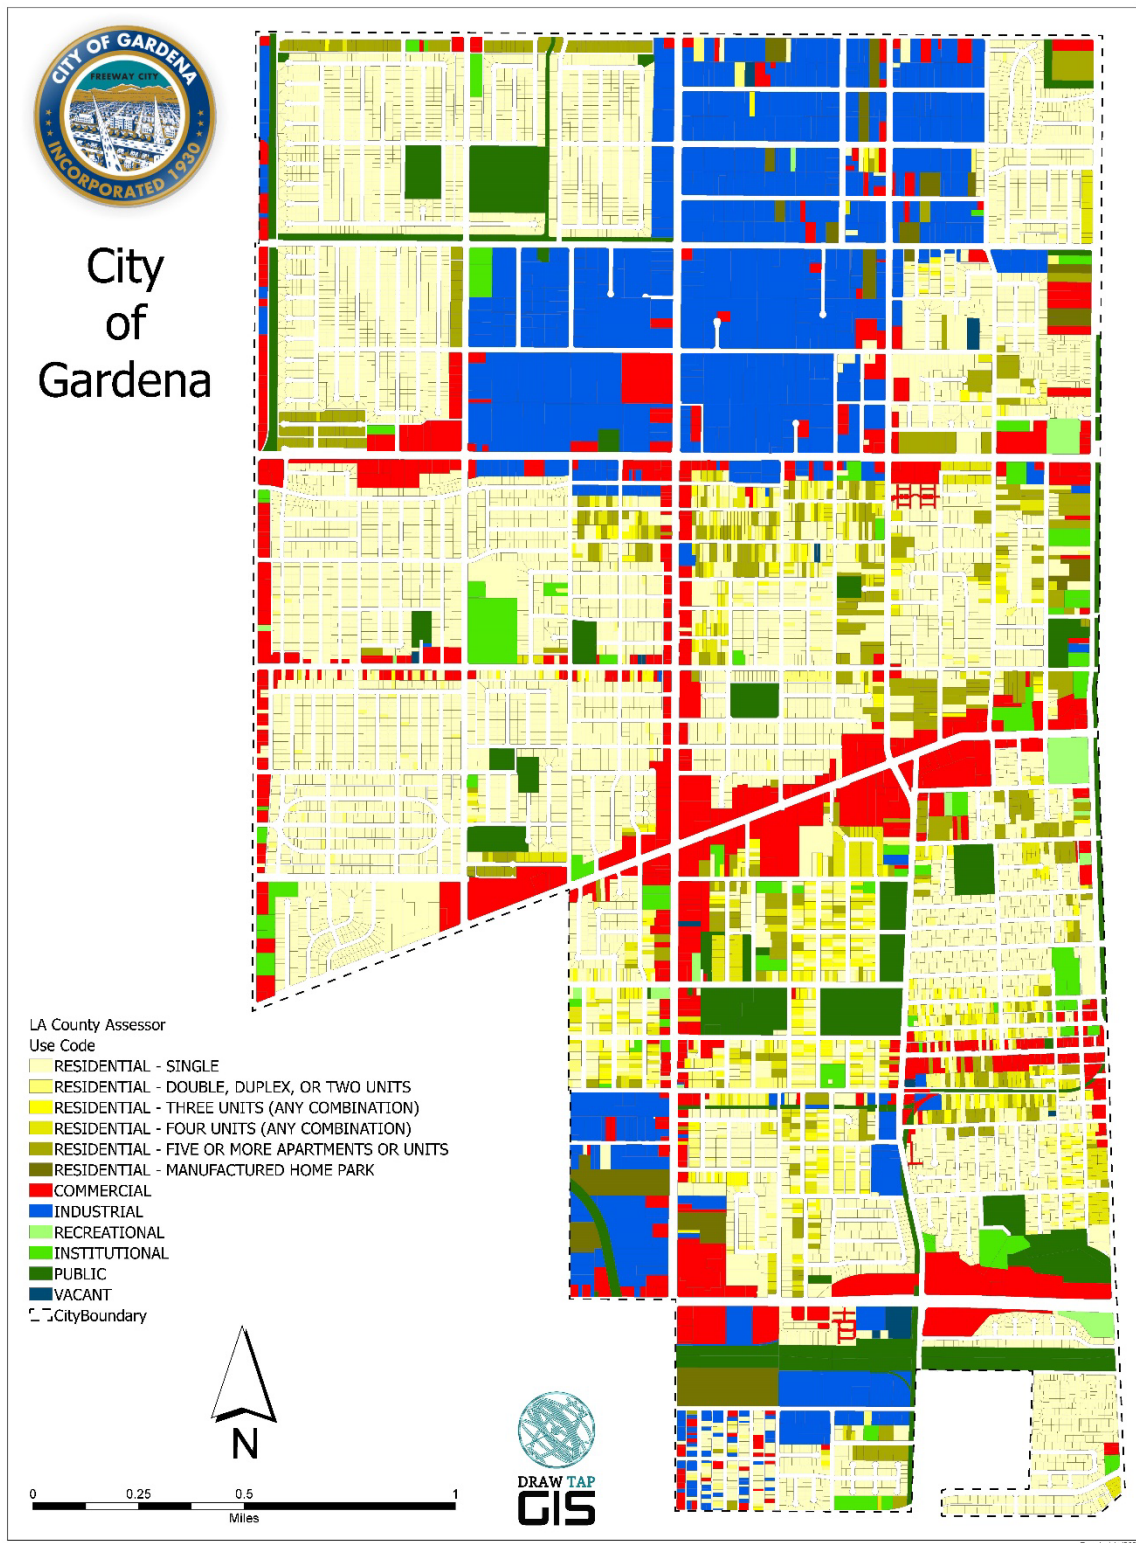 CITY OF GARDENA
FREEWAY CITY
INCORPORATED 1930
City
of
Gardena
LA County Assessor
Use Code
RESIDENTIAL - SINGLE
RESIDENTIAL - DOUBLE, DUPLEX, OR TWO UNITS
RESIDENTIAL - THREE UNITS (ANY COMBINATION)
RESIDENTIAL - FOUR UNITS (ANY COMBINATION)
RESIDENTIAL - FIVE OR MORE APARTMENTS OR UNITS
RESIDENTIAL - MANUFACTURED HOME PARK
COMMERCIAL
INDUSTRIAL
RECREATIONAL
INSTITUTIONAL
PUBLIC
VACANT
CityBoundary
N
0 0.25 0.5 1
Miles
DRAW TAP
GIS